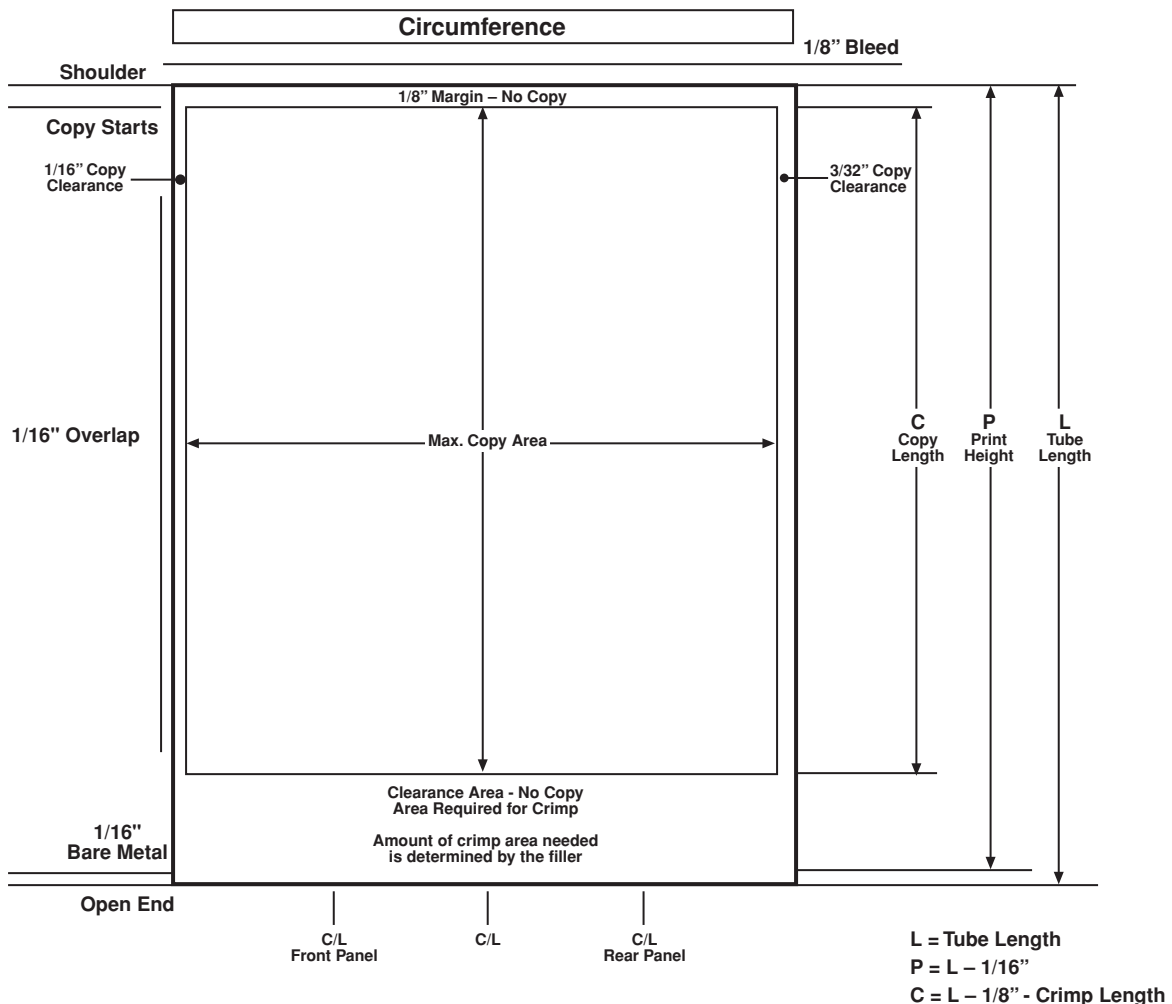 Circumference
1/8” Bleed
Shoulder
1/8” Margin – No Copy
Copy Starts
1/16” Copy
Clearance
3/32” Copy
Clearance
1/16" Overlap
Max. Copy Area
C
Copy
Length
P
Print
Height
L
Tube
Length
Clearance Area - No Copy
Area Required for Crimp
Amount of crimp area needed
is determined by the filler
1/16"
Bare Metal
Open End
C/L
Front Panel
C/L
C/L
Rear Panel
L = Tube Length
P = L – 1/16”
C = L – 1/8” - Crimp Length